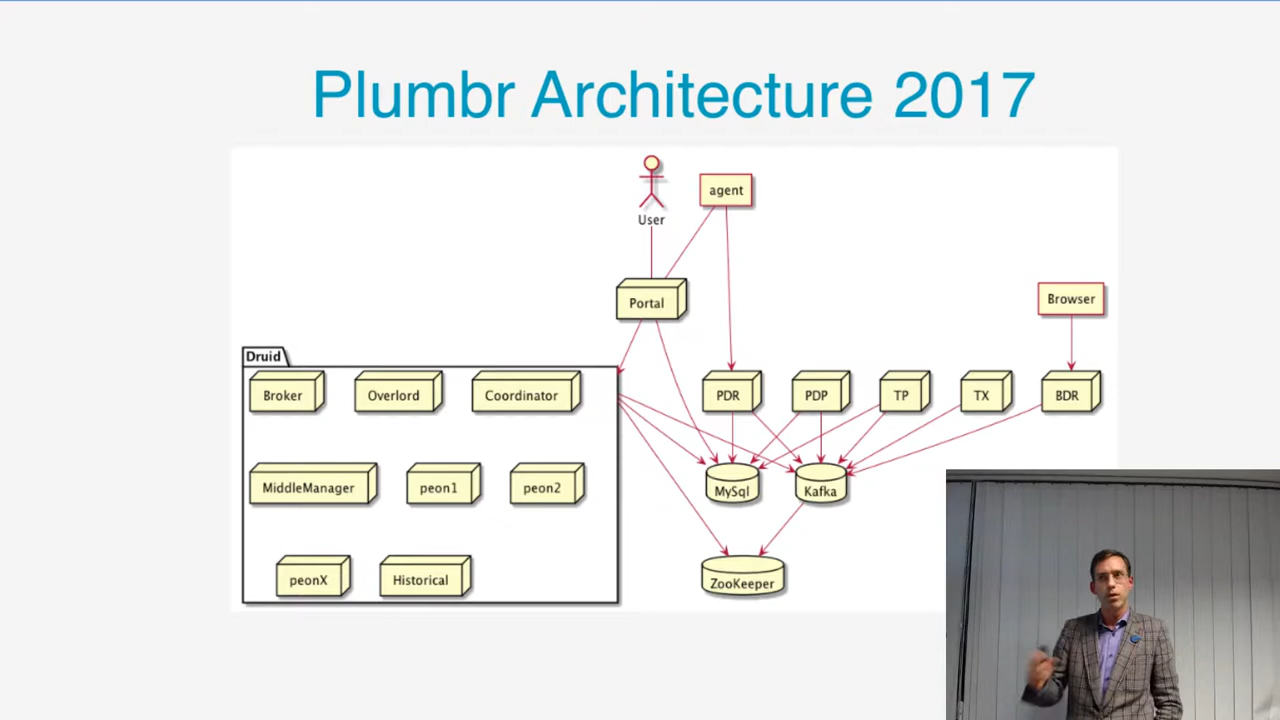 Plumbr Architecture 2017
User
agent
Portal
Browser
Druid
Broker
Overlord
Coordinator
PDR
PDP
TP
TX
BDR
MiddleManager
peon1
peon2
MySql
Kafka
peonX
Historical
ZooKeeper